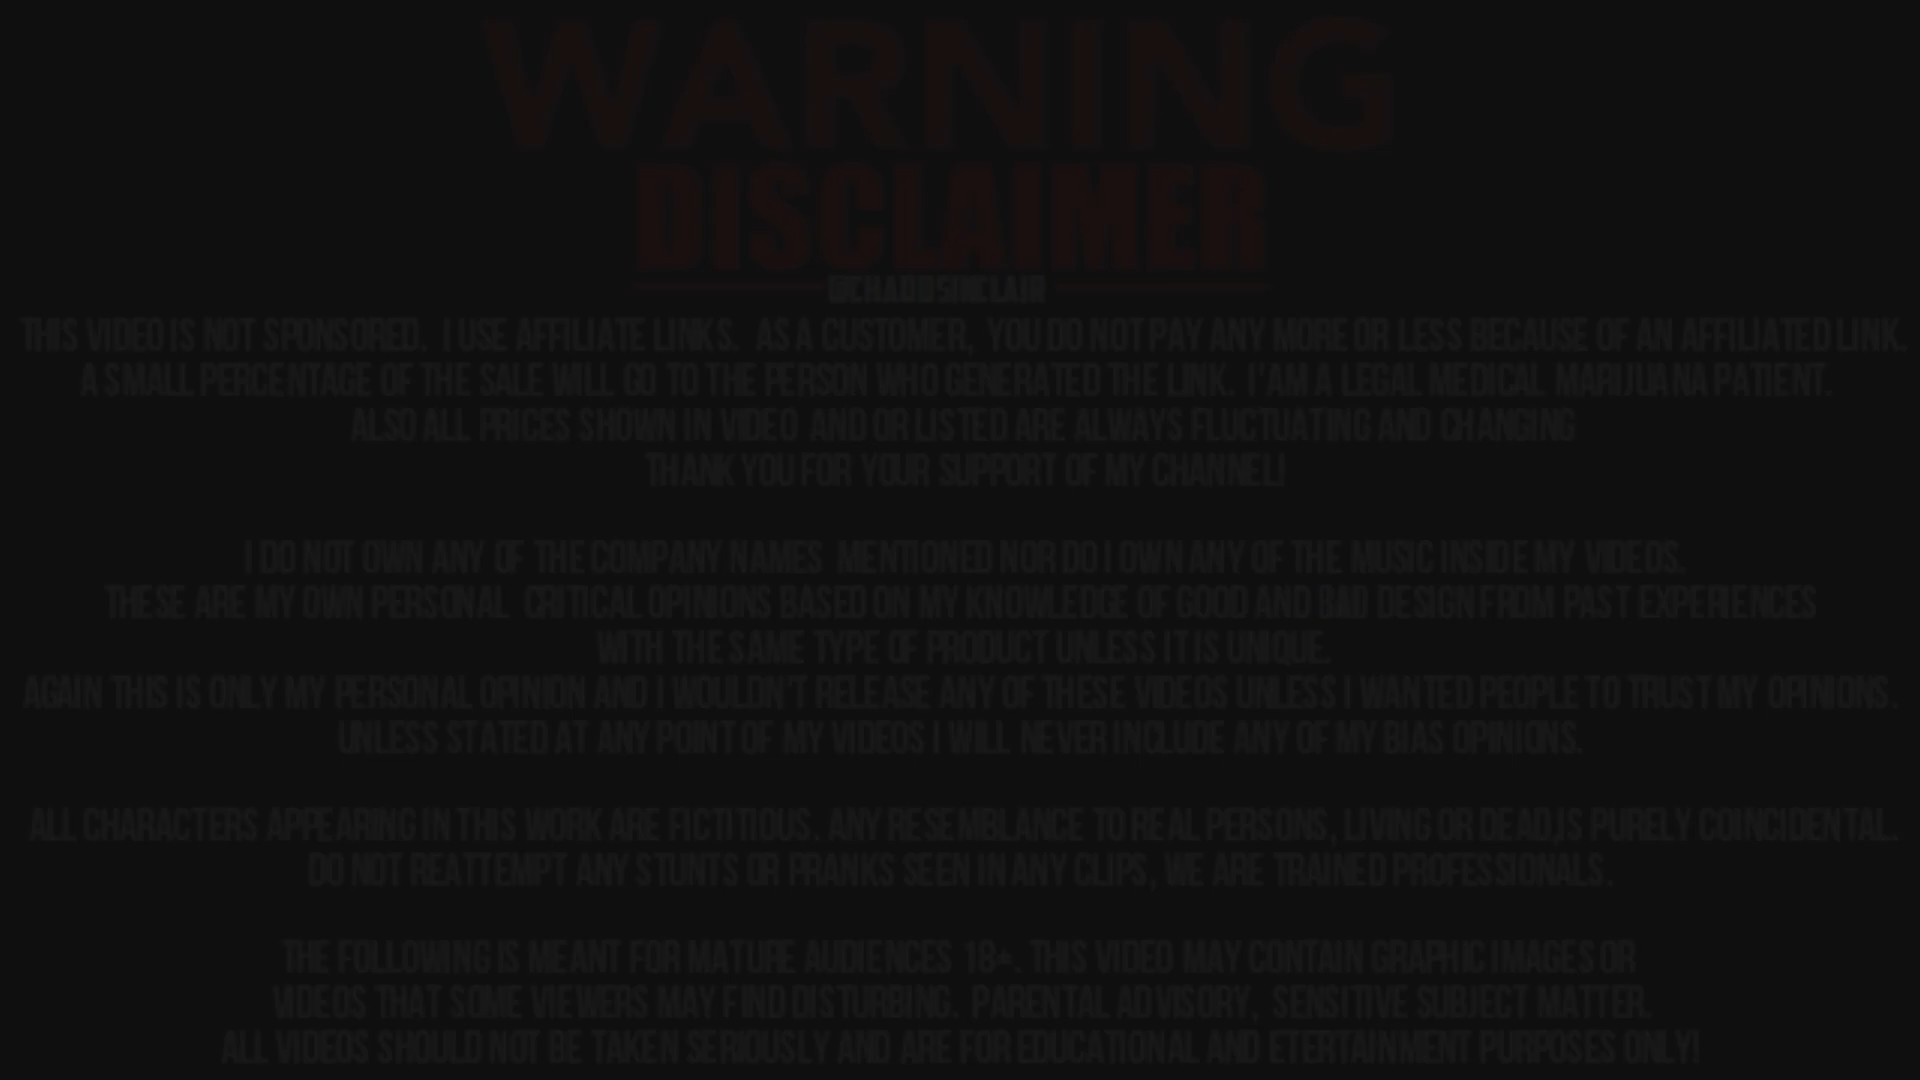 WARNING
DISCLAIMER
THIS VIDEO IS NOT SPONSORED. I USE AFFILIATE LINKS. AS A CUSTOMER, YOU DO NOT PAY ANY MORE OR LESS BECAUSE OF AN AFFILIATED LINK.
A SMALL PERCENTAGE OF THE SALE WILL GO TO THE PERSON WHO GENERATED THE LINK. I'AM A LEGAL MEDICAL MARIJUANA PATIENT.
ALSO ALL PRICES SHOWN IN VIDEO AND OR LISTED ARE ALWAYS FLUCTUATING AND CHANGING
THANK YOU FOR YOUR SUPPORT OF MY CHANNEL!
I DO NOT OWN ANY OF THE COMPANY NAMES MENTIONED NOR DO I OWN ANY OF THE MUSIC INSIDE MY VIDEOS.
THESE ARE MY OWN PERSONAL CRITICAL OPINIONS BASED ON MY KNOWLEDGE OF GOOD AND BAD DESIGN FROM PAST EXPERIENCES
WITH THE SAME TYPE OF PRODUCT UNLESS IT IS UNIQUE.
AGAIN THIS IS ONLY MY PERSONAL OPINION AND I WOULDN'T RELEASE ANY OF THESE VIDEOS UNLESS I WANTED PEOPLE TO TRUST MY OPINIONS.
UNLESS STATED AT ANY POINT OF MY VIDEOS I WILL NEVER INCLUDE ANY OF MY BIAS OPINIONS.
ALL CHARACTERS APPEARING IN THIS WORK ARE FICTITIOUS. ANY RESEMBLANCE TO REAL PERSONS, LIVING OR DEAD,IS PURELY COINCIDENTAL.
DO NOT REATTEMPT ANY STUNTS OR PRANKS SEEN IN ANY CLIPS, WE ARE TRAINED PROFESSIONALS.
THE FOLLOWING IS MEANT FOR MATURE AUDIENCES 18+. THIS VIDEO MAY CONTAIN GRAPHIC IMAGES OR
VIDEOS THAT SOME VIEWERS MAY FIND DISTURBING. PARENTAL ADVISORY, SENSITIVE SUBJECT MATTER.
ALL VIDEOS SHOULD NOT BE TAKEN SERIOUSLY AND ARE FOR EDUCATIONAL AND ETERTAINMENT PURPOSES ONLY!